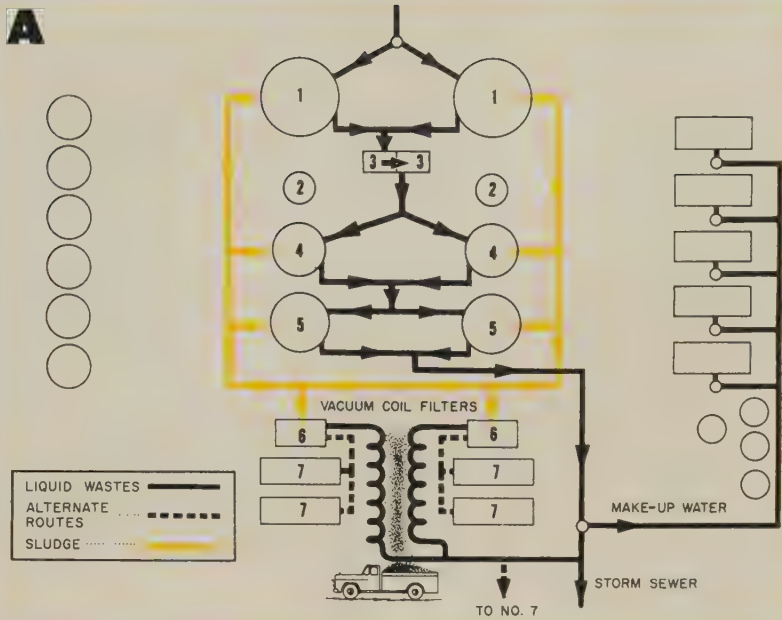 A
1 1
3 3
2 2
4 4
5 5
VACUUM COIL FILTERS
6 6
7 7
7 7
LIQUID WASTES
ALTERNATE
ROUTES ....
SLUDGE ..........
MAKE-UP WATER
STORM SEWER
TO NO. 7